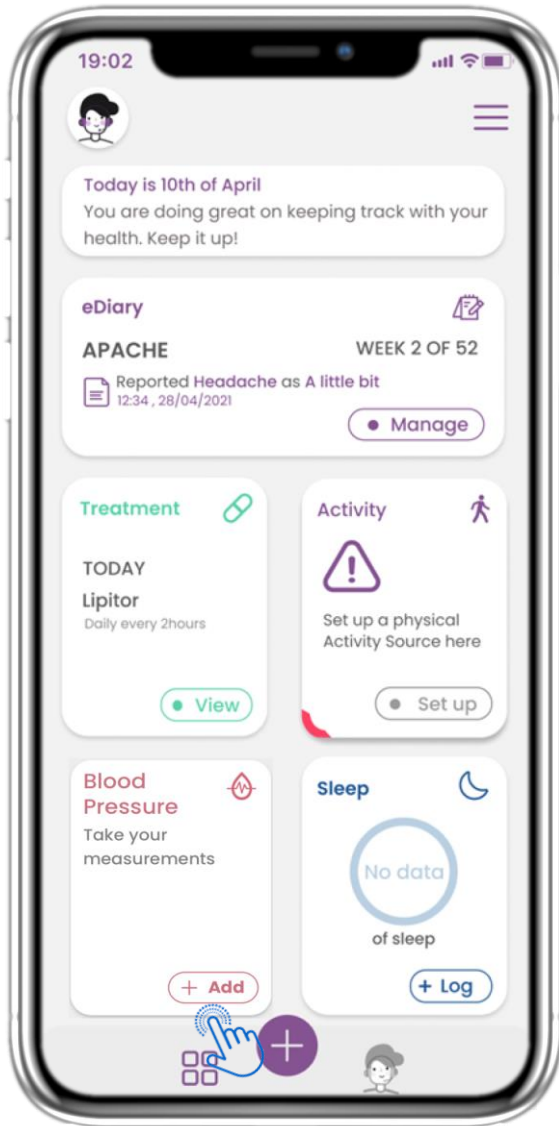 19:02
Today is 10th of April
You are doing great on keeping track with your
health. Keep it up!
eDiary
APACHE
WEEK 2 OF 52
Reported Headache as A little bit
12:34 , 28/04/2021
Manage
Treatment
TODAY
Lipitor
Daily every 2hours
View
Activity
Set up a physical
Activity Source here
Set up
Blood
Pressure
Take your
measurements
+ Add
Sleep
No data
of sleep
+ Log